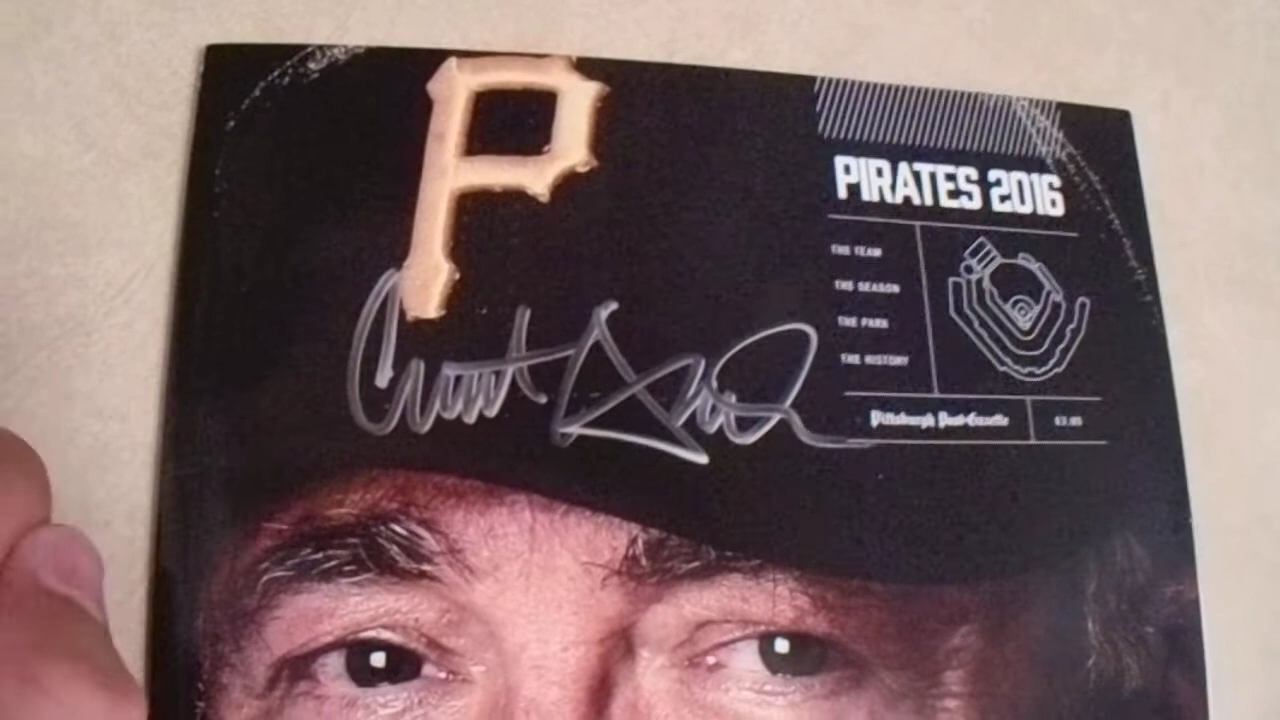 P
PIRATES 2016
THE TEAM
THE SEASON
THE PARK
THE HISTORY
Pittsburgh Post-Gazette